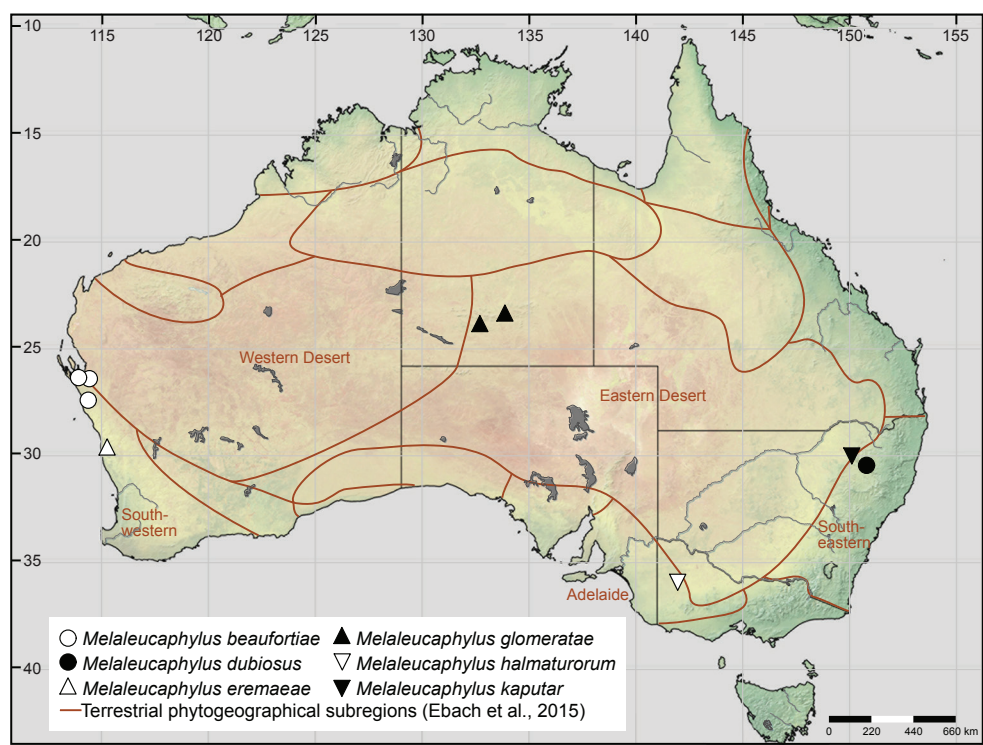 10
115 120 125 130 135 140 145 150 155
15
20
25
Western Desert
Eastern Desert
30
South-
western
South-
eastern
35
Adelaide
Melaleucaphylus beaufortiae
Melaleucaphylus glomeratae
Melaleucaphylus dubiosus
Melaleucaphylus halmaturorum
40
Melaleucaphylus eremaeae
Melaleucaphylus kaputar
Terrestrial phytogeographical subregions (Ebach et al., 2015)
0 220 440 660 km